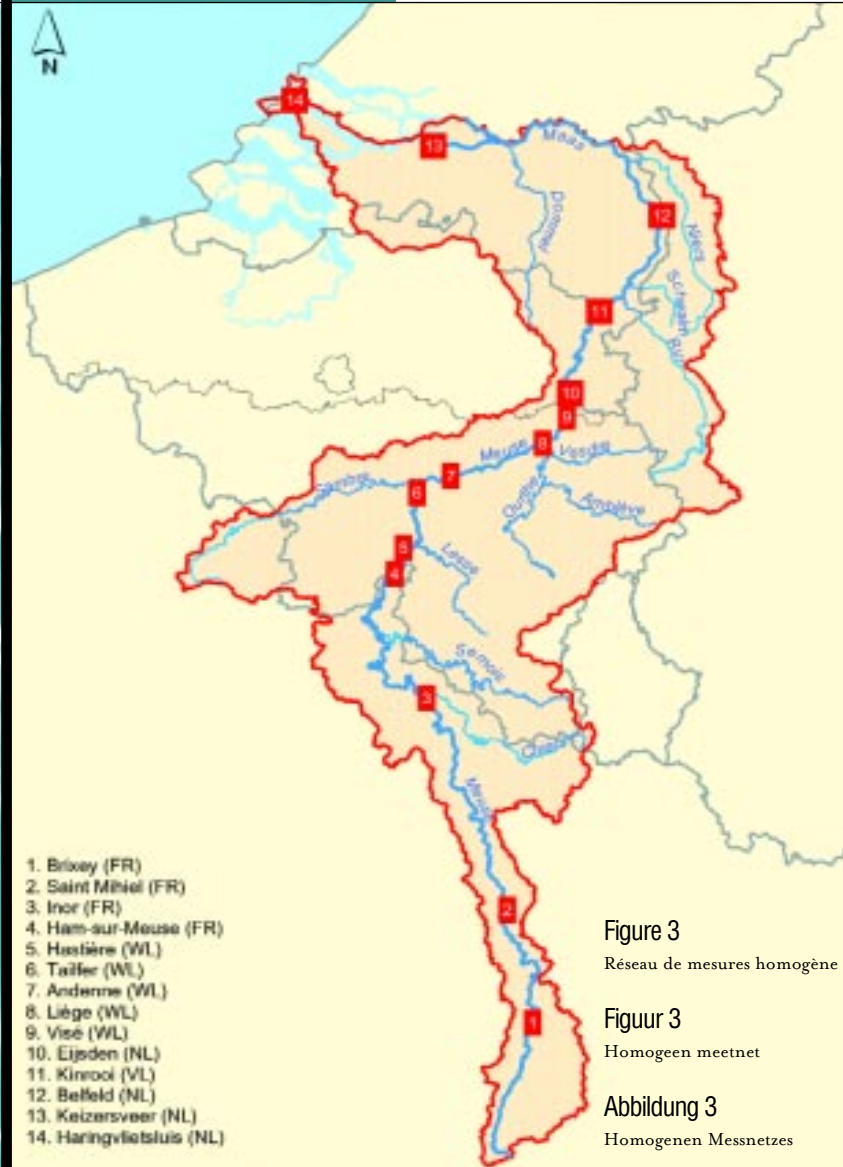 N
14
13
Maas
Dommel
12
Niers
Schwalm
Rur
11
10
9
8
Meuse
Vesdre
7
Sambre
6
Ourthe
Amblève
5
Lesse
4
Semois
3
Chiers
Meuse
2
1
1. Brixey (FR)
2. Saint Mihiel (FR)
3. Inor (FR)
4. Ham-sur-Meuse (FR)
5. Hastière (WL)
6. Tailfer (WL)
7. Andenne (WL)
8. Liège (WL)
9. Visé (WL)
10. Eijsden (NL)
11. Kinrooi (VL)
12. Belfeld (NL)
13. Keizersveer (NL)
14. Haringvlietsluis (NL)
Figure 3
Réseau de mesures homogène
Figuur 3
Homogeen meetnet
Abbildung 3
Homogenen Messnetzes